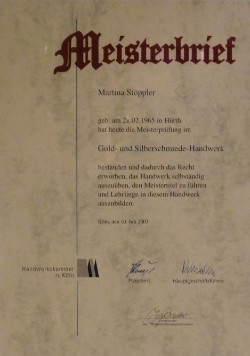 Meisterbrief
Martina Stoppler
geb. am 1965 in Hürth
hat heute die Meisterprüfung im
Gold- und Silberschmiede-Handwerk
bestanden und dadurch das Recht
erworben, das Handwerk selbständig
auszuüben, den Meistertitel zu führen
und Lehrlinge in diesem Handwerk
auszubilden.
Köln, den
Handwerkskammer
zu Köln
Präsident
Hauptgeschäftsführer